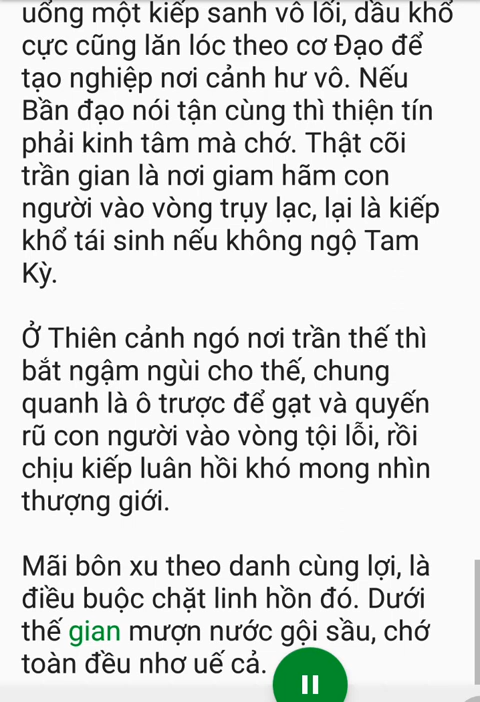 uổng một kiếp sanh vô lối, dầu khổ
cực cũng lăn lóc theo cơ Đạo để
tạo nghiệp nơi cảnh hư vô. Nếu
Bần đạo nói tận cùng thì thiện tín
phải kinh tâm mà chớ. Thật cõi
trần gian là nơi giam hãm con
người vào vòng trụy lạc, lại là kiếp
khổ tái sinh nếu không ngộ Tam
Kỳ.
Ở Thiên cảnh ngó nơi trần thế thì
bắt ngậm ngùi cho thế, chung
quanh là ô trược để gạt và quyến
rũ con người vào vòng tội lỗi, rồi
chịu kiếp luân hồi khó mong nhìn
thượng giới.
Mãi bôn xu theo danh cùng lợi, là
điều buộc chặt linh hồn đó. Dưới
thế gian mượn nước gội sầu, chớ
toàn đều nhơ uế cả.